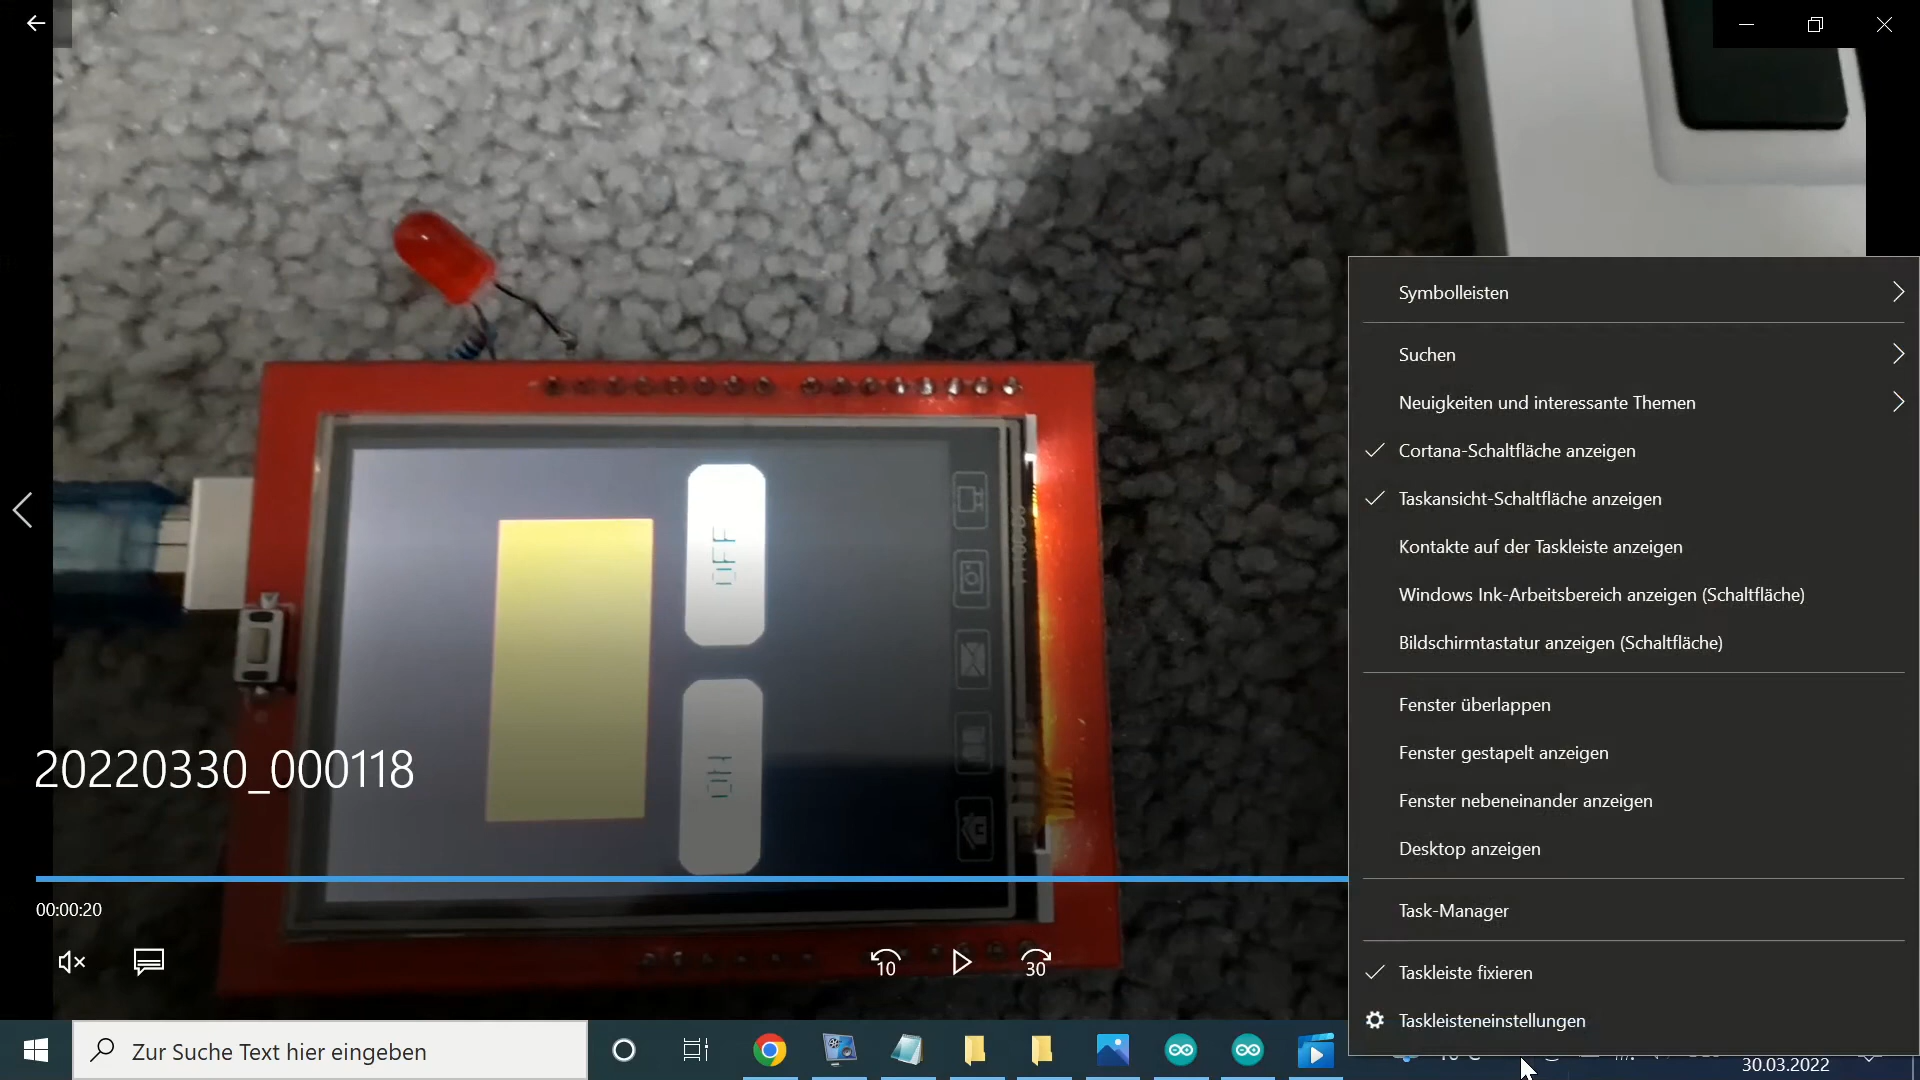 Symbolleisten
Suchen
Neuigkeiten und interessante Themen
Cortana-Schaltfläche anzeigen
Taskansicht-Schaltfläche anzeigen
Kontakte auf der Taskleiste anzeigen
Windows Ink-Arbeitsbereich anzeigen (Schaltfläche)
Bildschirmtastatur anzeigen (Schaltfläche)
Fenster überlappen
Fenster gestapelt anzeigen
Fenster nebeneinander anzeigen
Desktop anzeigen
Task-Manager
Taskleiste fixieren
Taskleisteneinstellungen
OFF
ON
20220330_000118
00:00:20
10
30
Zur Suche Text hier eingeben
30.03.2022